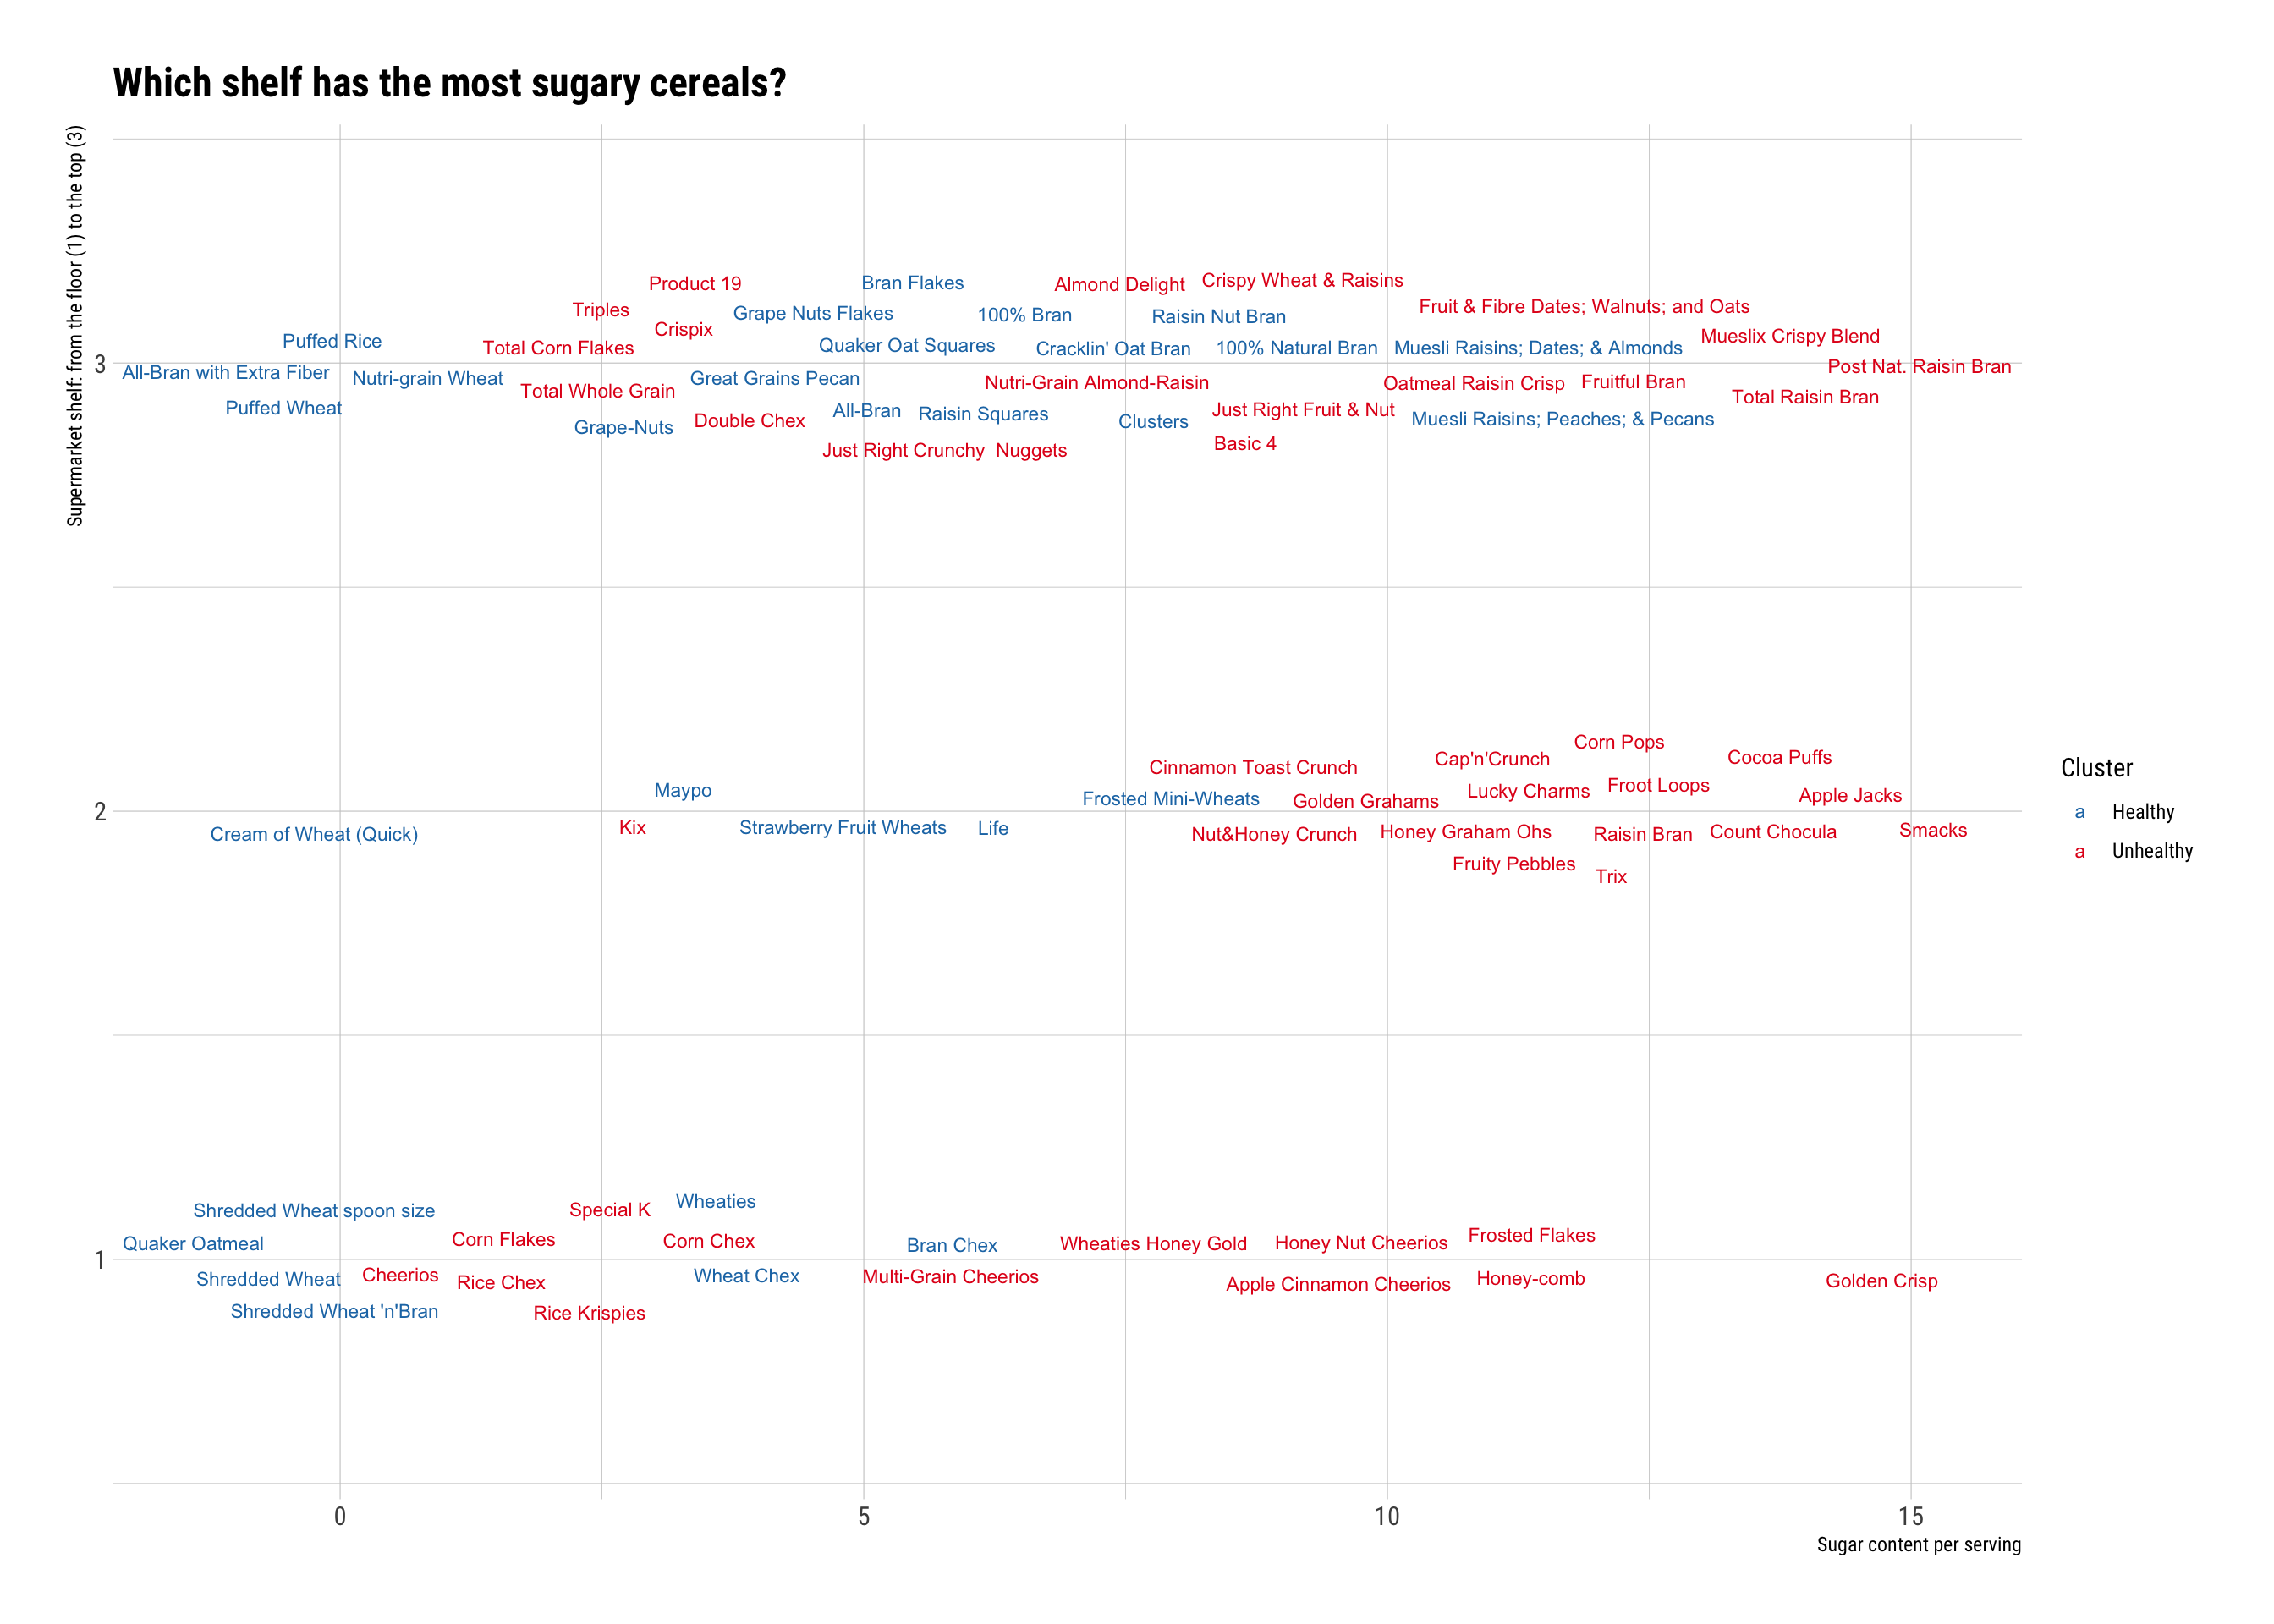 Which shelf has the most sugary cereals?
Supermarket shelf: from the floor (1) to the top (3)
Crispy Wheat & Raisins
Bran Flakes
Product 19
Almond Delight
Fruit & Fibre Dates; Walnuts; and Oats
Triples
Grape Nuts Flakes
100% Bran
Raisin Nut Bran
Crispix
Mueslix Crispy Blend
Puffed Rice
Quaker Oat Squares
Total Corn Flakes
Cracklin' Oat Bran
100% Natural Bran
Muesli Raisins; Dates; & Almonds
3
Post Nat. Raisin Bran
All-Bran with Extra Fiber
Nutri-grain Wheat
Great Grains Pecan
Nutri-Grain Almond-Raisin
Oatmeal Raisin Crisp
Fruitful Bran
Total Whole Grain
Total Raisin Bran
Puffed Wheat
All-Bran
Just Right Fruit & Nut
Raisin Squares
Double Chex
Clusters
Muesli Raisins; Peaches; & Pecans
Grape-Nuts
Basic 4
Just Right Crunchy  Nuggets
Corn Pops
Cap'n'Crunch
Cocoa Puffs
Cinnamon Toast Crunch
Froot Loops
Maypo
Lucky Charms
Apple Jacks
Frosted Mini-Wheats
Golden Grahams
2
Kix
Strawberry Fruit Wheats
Life
Smacks
Cream of Wheat (Quick)
Nut&Honey Crunch
Honey Graham Ohs
Raisin Bran
Count Chocula
Fruity Pebbles
Trix
Cluster
a Healthy
a Unhealthy
Wheaties
Shredded Wheat spoon size
Special K
Frosted Flakes
Quaker Oatmeal
Corn Flakes
Corn Chex
Bran Chex
Wheaties Honey Gold
Honey Nut Cheerios
1
Shredded Wheat
Cheerios
Rice Chex
Wheat Chex
Multi-Grain Cheerios
Apple Cinnamon Cheerios
Honey-comb
Golden Crisp
Shredded Wheat 'n'Bran
Rice Krispies
0 5 10 15
Sugar content per serving